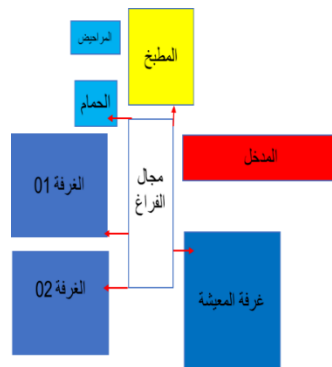 المراحيض
المطبخ
الحمام
المدخل
مجال
الفراغ
الغرفة 01
الغرفة 02
غرفة المعيشة